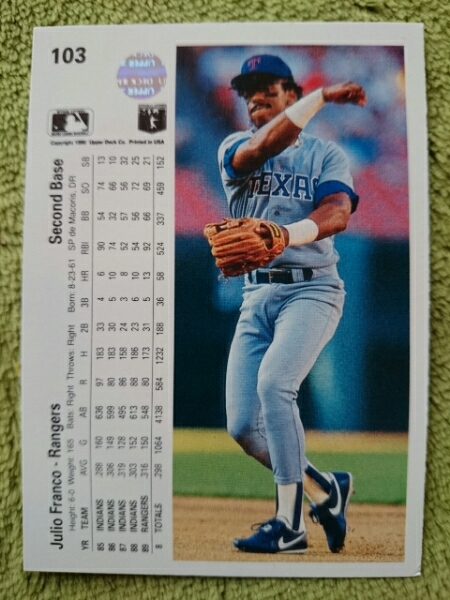 103
UPPER DECK
Copyright 1990 Upper Deck Co. Printed in USA
Julio Franco - Rangers Second Base
Height: 6-0 Weight: 165 Bats: Right Throws: Right Born: 8-23-61 SP de Macoris, DR
YR TEAM AVG G AB R H 2B 3B HR RBI BB SO SB
85 INDIANS .288 160 636 97 183 33 4 6 90 54 74 13
86 INDIANS .306 149 599 80 183 30 5 10 74 32 66 10
87 INDIANS .319 128 495 86 158 24 3 8 52 57 56 32
88 INDIANS .303 152 613 88 186 23 6 10 54 56 72 25
89 RANGERS .316 150 548 80 173 31 5 13 92 66 69 21
8 TOTALS .298 1064 4138 584 1232 188 36 58 524 337 459 152
T
TEXAS